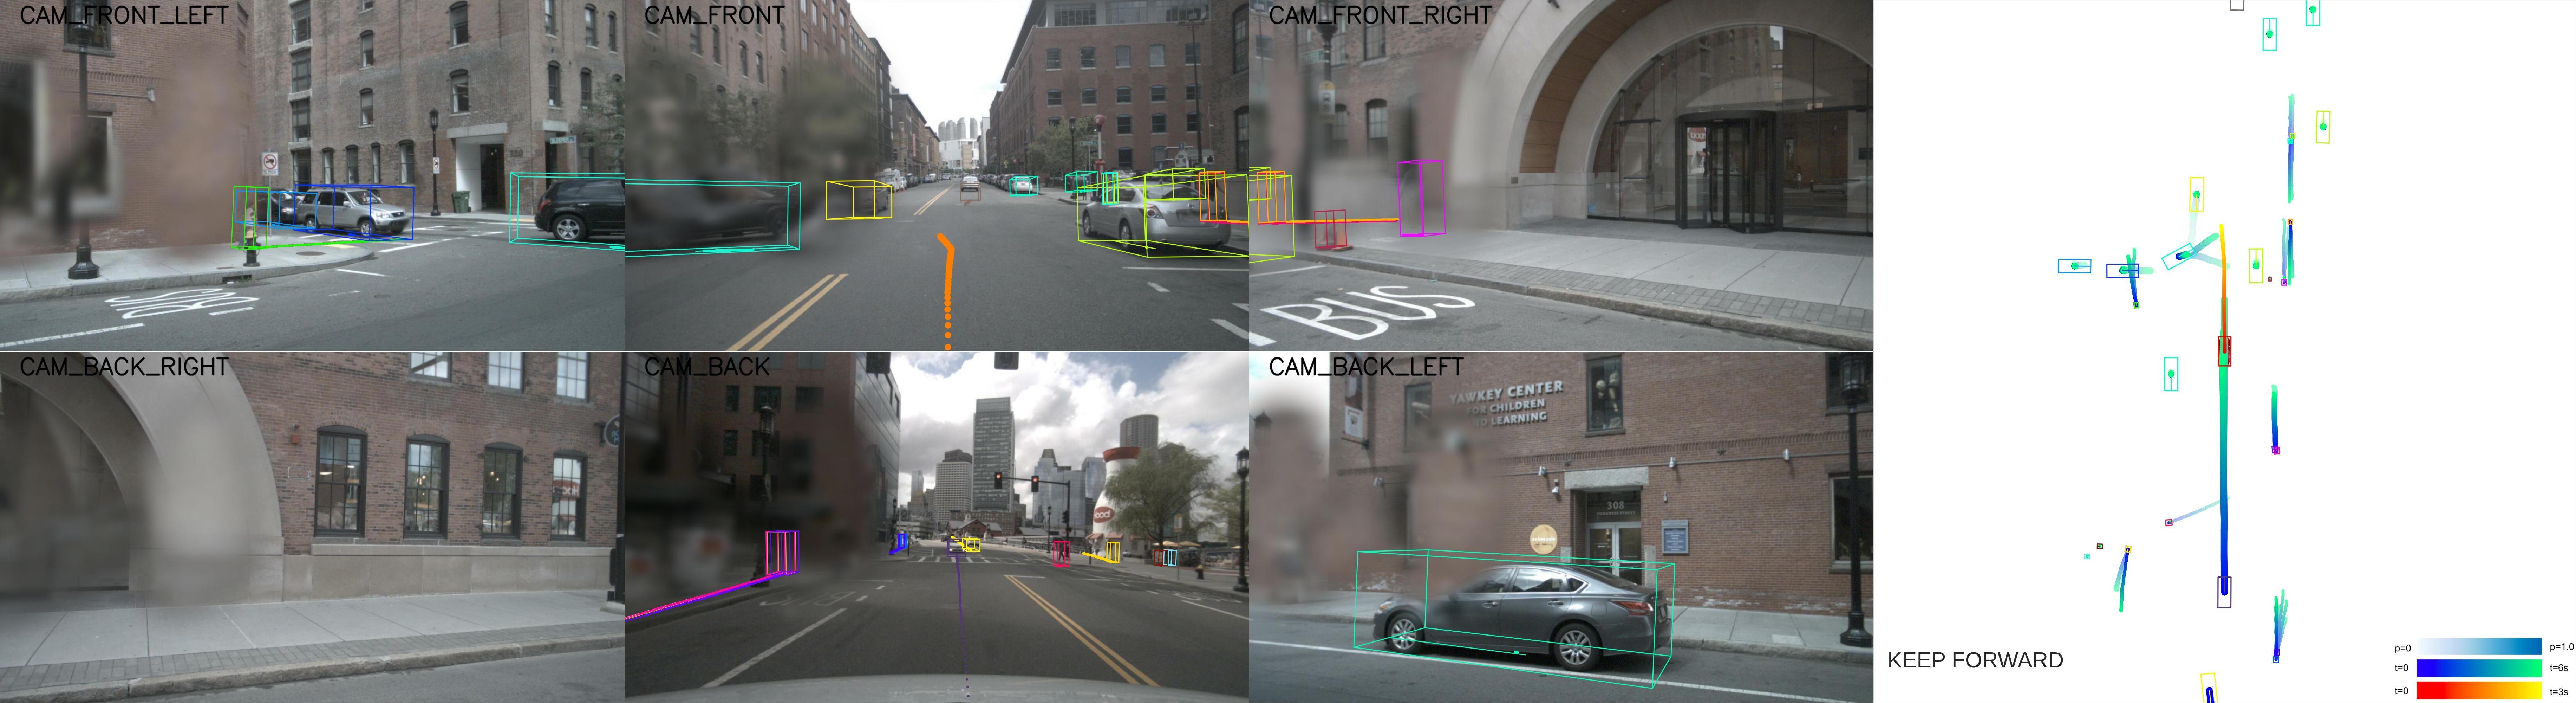 CAM_FRONT_LEFT
CAM_FRONT
CAM_FRONT_RIGHT
BUS
BUS
CAM_BACK_RIGHT
CAM_BACK
CAM_BACK_LEFT
YAWKEY CENTER
FOR CHILDREN
ND LEARNING
308
KEEP FORWARD
p=0
p=1.0
t=0
t=6s
t=0
t=3s